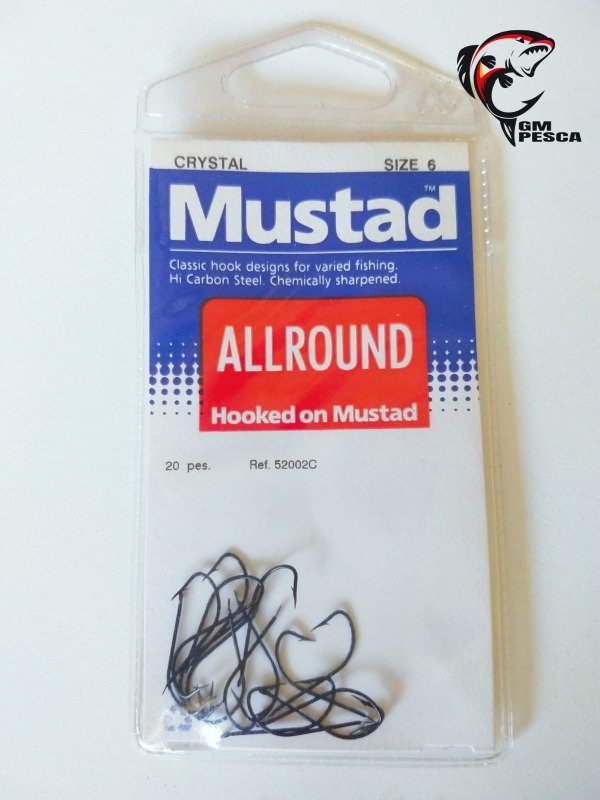 GM
PESCA
CRYSTAL SIZE 6
Mustad™
Classic hook designs for varied fishing.
Hi Carbon Steel. Chemically sharpened.
ALLROUND
Hooked on Mustad
20 pes. Ref. 52002C